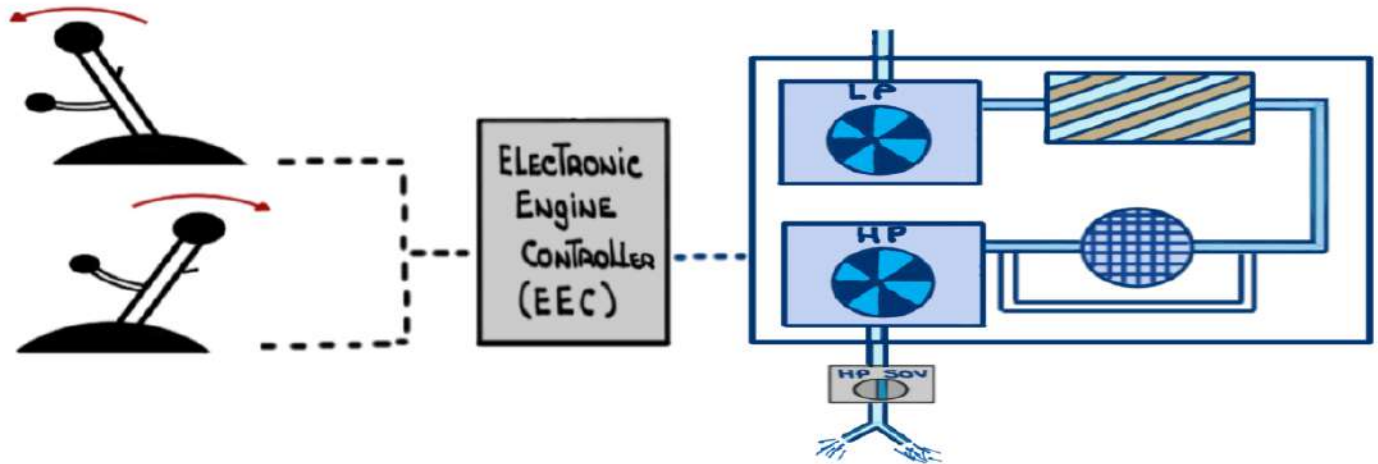 ELECTRONIC
ENGINE
CONTROLLER
(EEC)
LP
HP
HP SOV